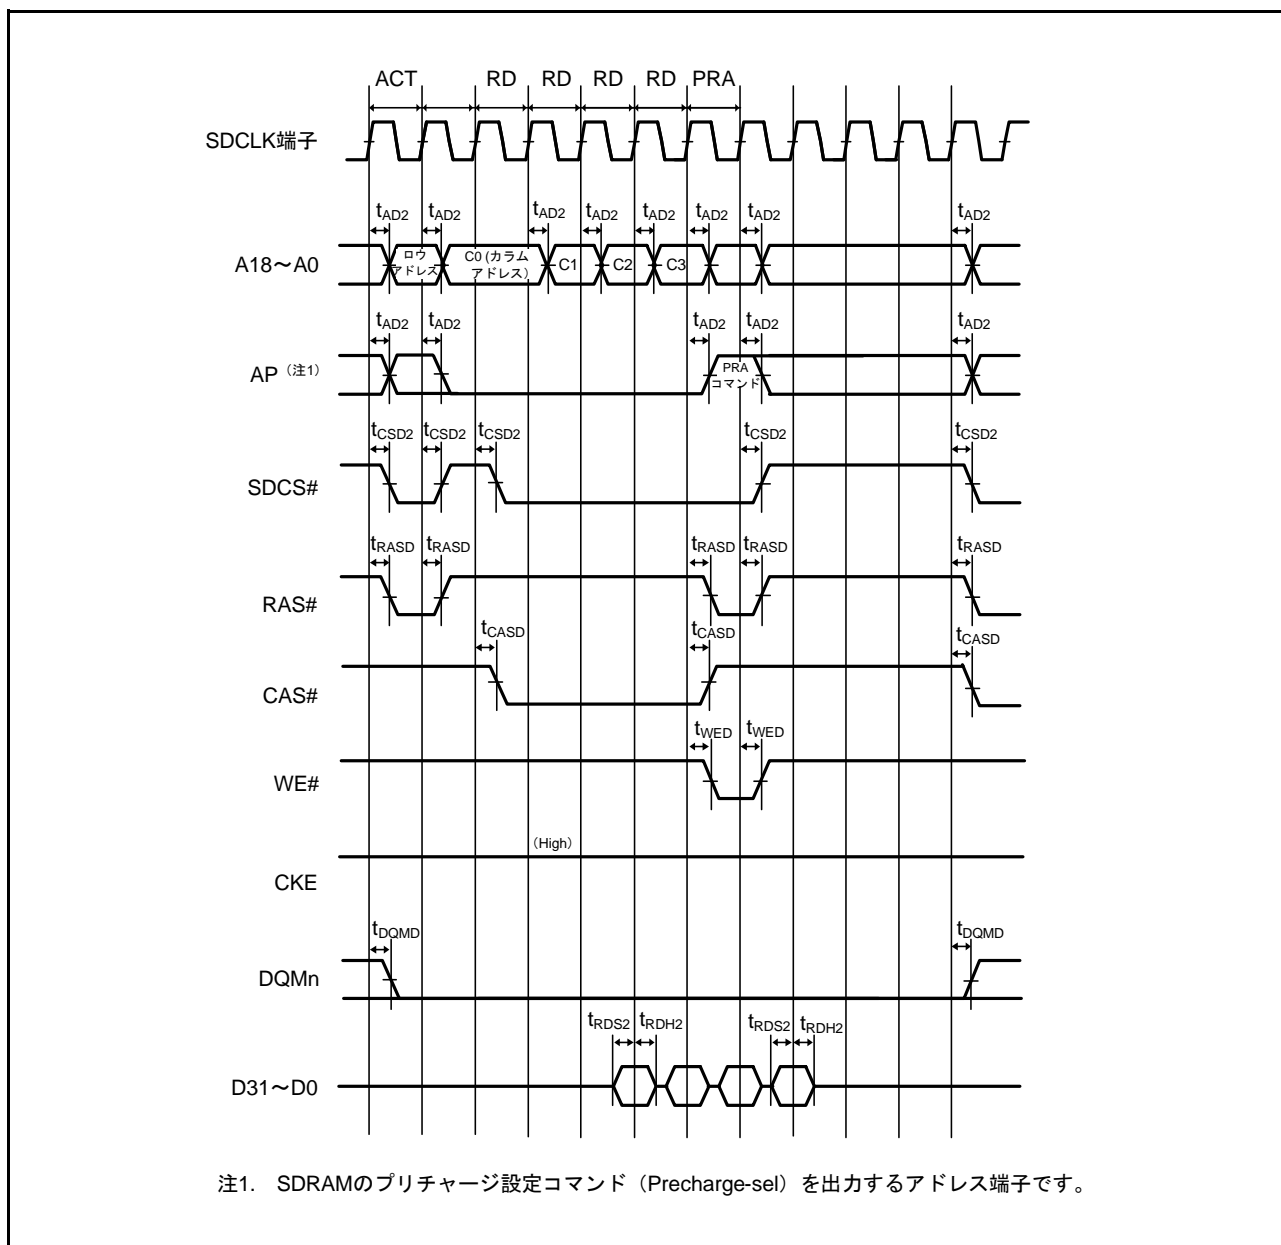 ACT RD RD RD RD PRA
SDCLK端子
tAD2 tAD2 tAD2 tAD2 tAD2 tAD2 tAD2 tAD2
A18～A0
ロウ
アドレス
C0 (カラム
アドレス）
C1 C2 C3
tAD2 tAD2 tAD2 tAD2 tAD2
AP（注1）
PRA
コマンド
tCSD2 tCSD2 tCSD2 tCSD2 tCSD2
SDCS#
tRASD tRASD tRASD tRASD tRASD
RAS#
tCASD tCASD tCASD
CAS#
tWED tWED
WE#
（High）
CKE
tDQMD tDQMD
DQMn
tRDS2 tRDH2 tRDS2 tRDH2
D31～D0
注1. SDRAMのプリチャージ設定コマンド（Precharge-sel）を出力するアドレス端子です。